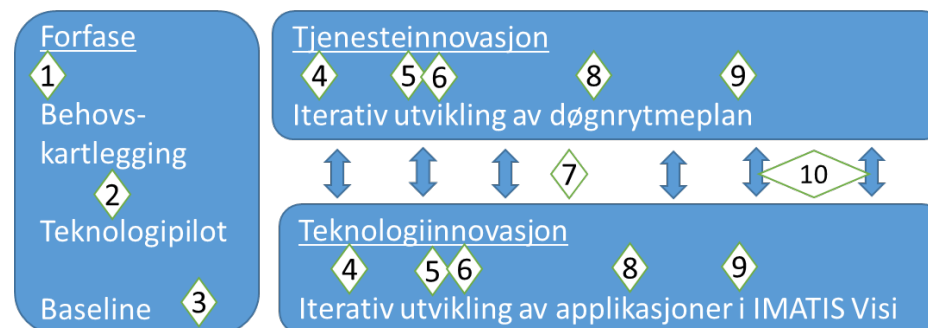 Forfase
1
Behovs-
kartlegging
2
Teknologipilot
Baseline 3
Tjenesteinnovasjon
4 5 6 8 9
Iterativ utvikling av døgnrytmeplan
7 10
Teknologiinnovasjon
4 5 6 8 9
Iterativ utvikling av applikasjoner i IMATIS Visi